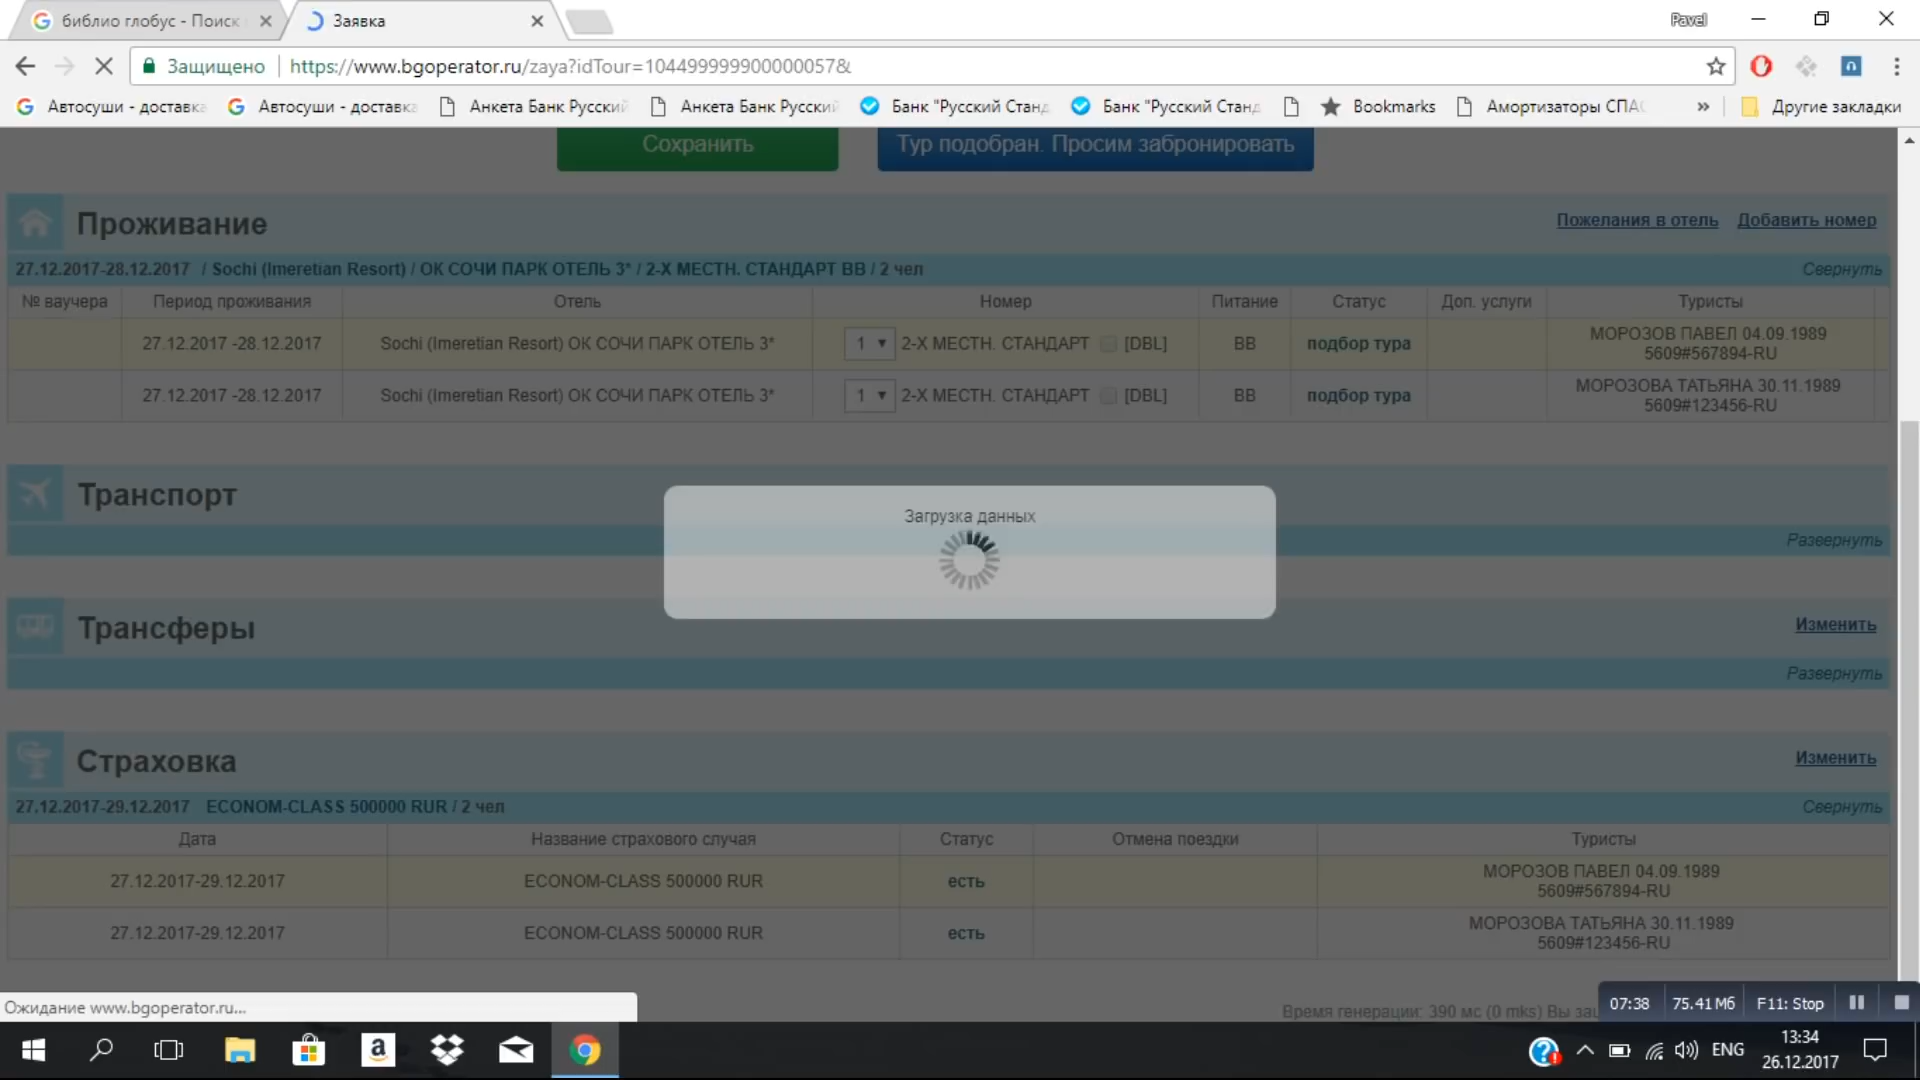 библио глобус - Поиск
Заявка
Pavel
Защищено
https://www.bgoperator.ru/zaya?idTour=104499999900000057&
Автосуши - доставка
Автосуши - доставка
Анкета Банк Русский
Анкета Банк Русский
Банк "Русский Станд
Банк "Русский Станд
Bookmarks
Амортизаторы СПАС
»
Другие закладки
Сохранить
Тур подобран. Просим забронировать
Проживание
Пожелания в отель
Добавить номер
27.12.2017-28.12.2017 / Sochi (Imeretian Resort) / ОК СОЧИ ПАРК ОТЕЛЬ 3* / 2-Х МЕСТН. СТАНДАРТ BB / 2 чел
Свернуть
№ ваучера Период проживания Отель Номер Питание Статус Доп. услуги Туристы
27.12.2017 -28.12.2017 Sochi (Imeretian Resort) ОК СОЧИ ПАРК ОТЕЛЬ 3* 1 2-Х МЕСТН. СТАНДАРТ [DBL] BB подбор тура МОРОЗОВ ПАВЕЛ 04.09.1989
5609#567894-RU
27.12.2017 -28.12.2017 Sochi (Imeretian Resort) ОК СОЧИ ПАРК ОТЕЛЬ 3* 1 2-Х МЕСТН. СТАНДАРТ [DBL] BB подбор тура МОРОЗОВА ТАТЬЯНА 30.11.1989
5609#123456-RU
Транспорт
Развернуть
Загрузка данных
Трансферы
Изменить
Развернуть
Страховка
Изменить
27.12.2017-29.12.2017 ECONOM-CLASS 500000 RUR / 2 чел
Свернуть
Дата Название страхового случая Статус Отмена поездки Туристы
27.12.2017-29.12.2017 ECONOM-CLASS 500000 RUR есть МОРОЗОВ ПАВЕЛ 04.09.1989
5609#567894-RU
27.12.2017-29.12.2017 ECONOM-CLASS 500000 RUR есть МОРОЗОВА ТАТЬЯНА 30.11.1989
5609#123456-RU
Ожидание www.bgoperator.ru...
Время генерации: 390 мс (0 mks) Вы
07:38 75.41 Мб F11: Stop
ENG
13:34
26.12.2017